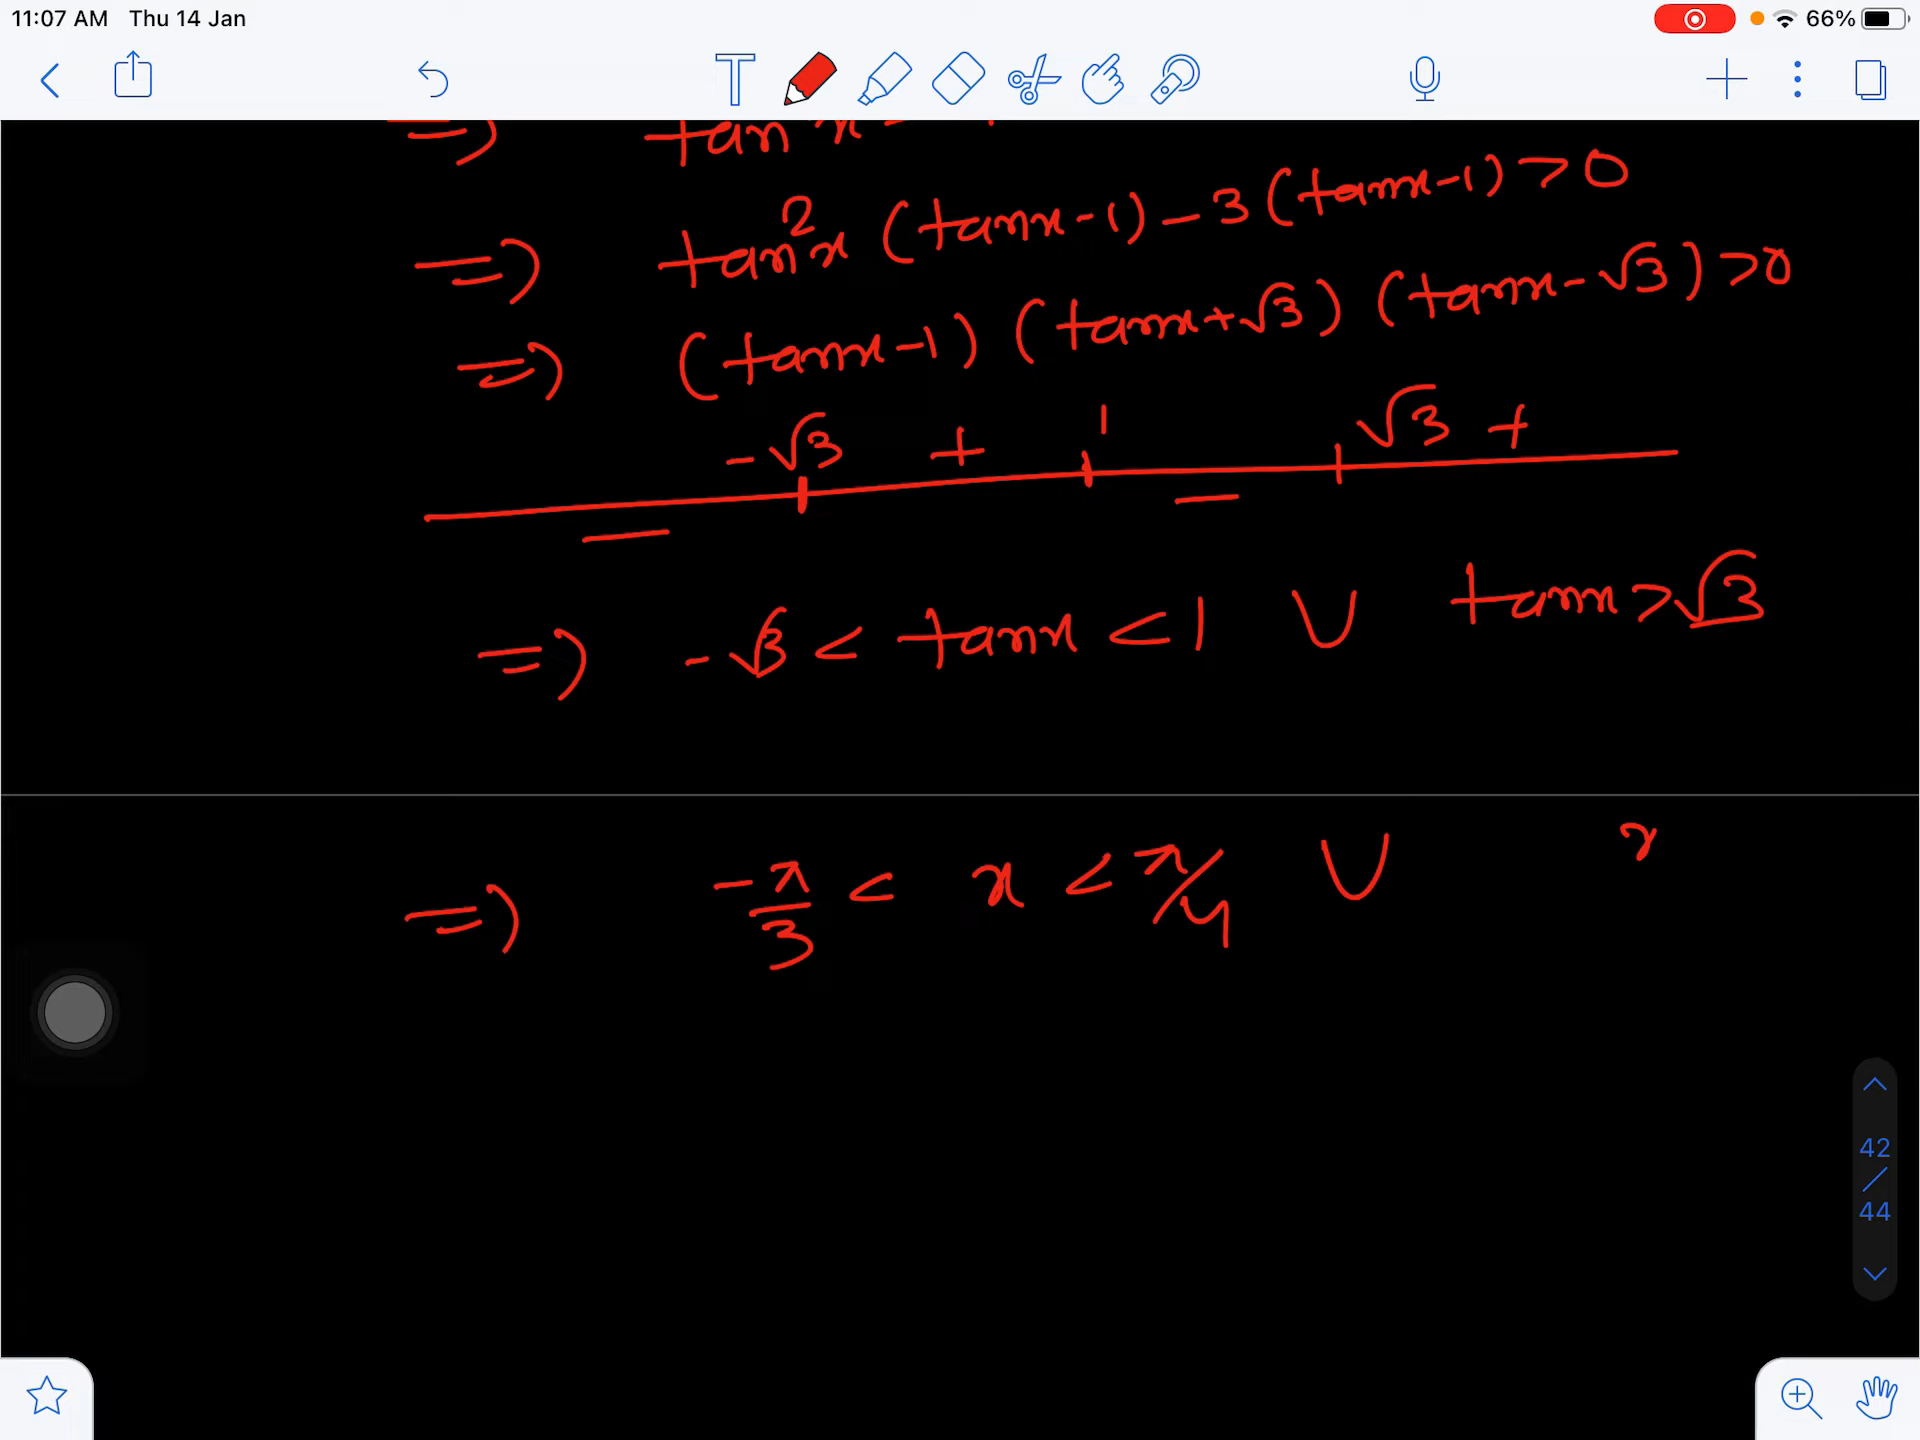 11:07 AM Thu 14 Jan 66%
T
=> tan x -
=> tan²x (tanx-1) - 3 (tanx-1) > 0
=> (tanx-1) (tanx+√3) (tanx-√3) > 0
-√3 + 1 √3 +
— —
=> -√3 < tanx < 1 ∪ tanx > √3
=> -π/3 < x < π/4 ∪ x
42
/
44